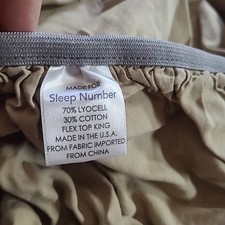 MADE FOR
Sleep Number
70% LYOCELL
30% COTTON
FLEX TOP KING
MADE IN THE U.S.A.
FROM FABRIC IMPORTED
FROM CHINA